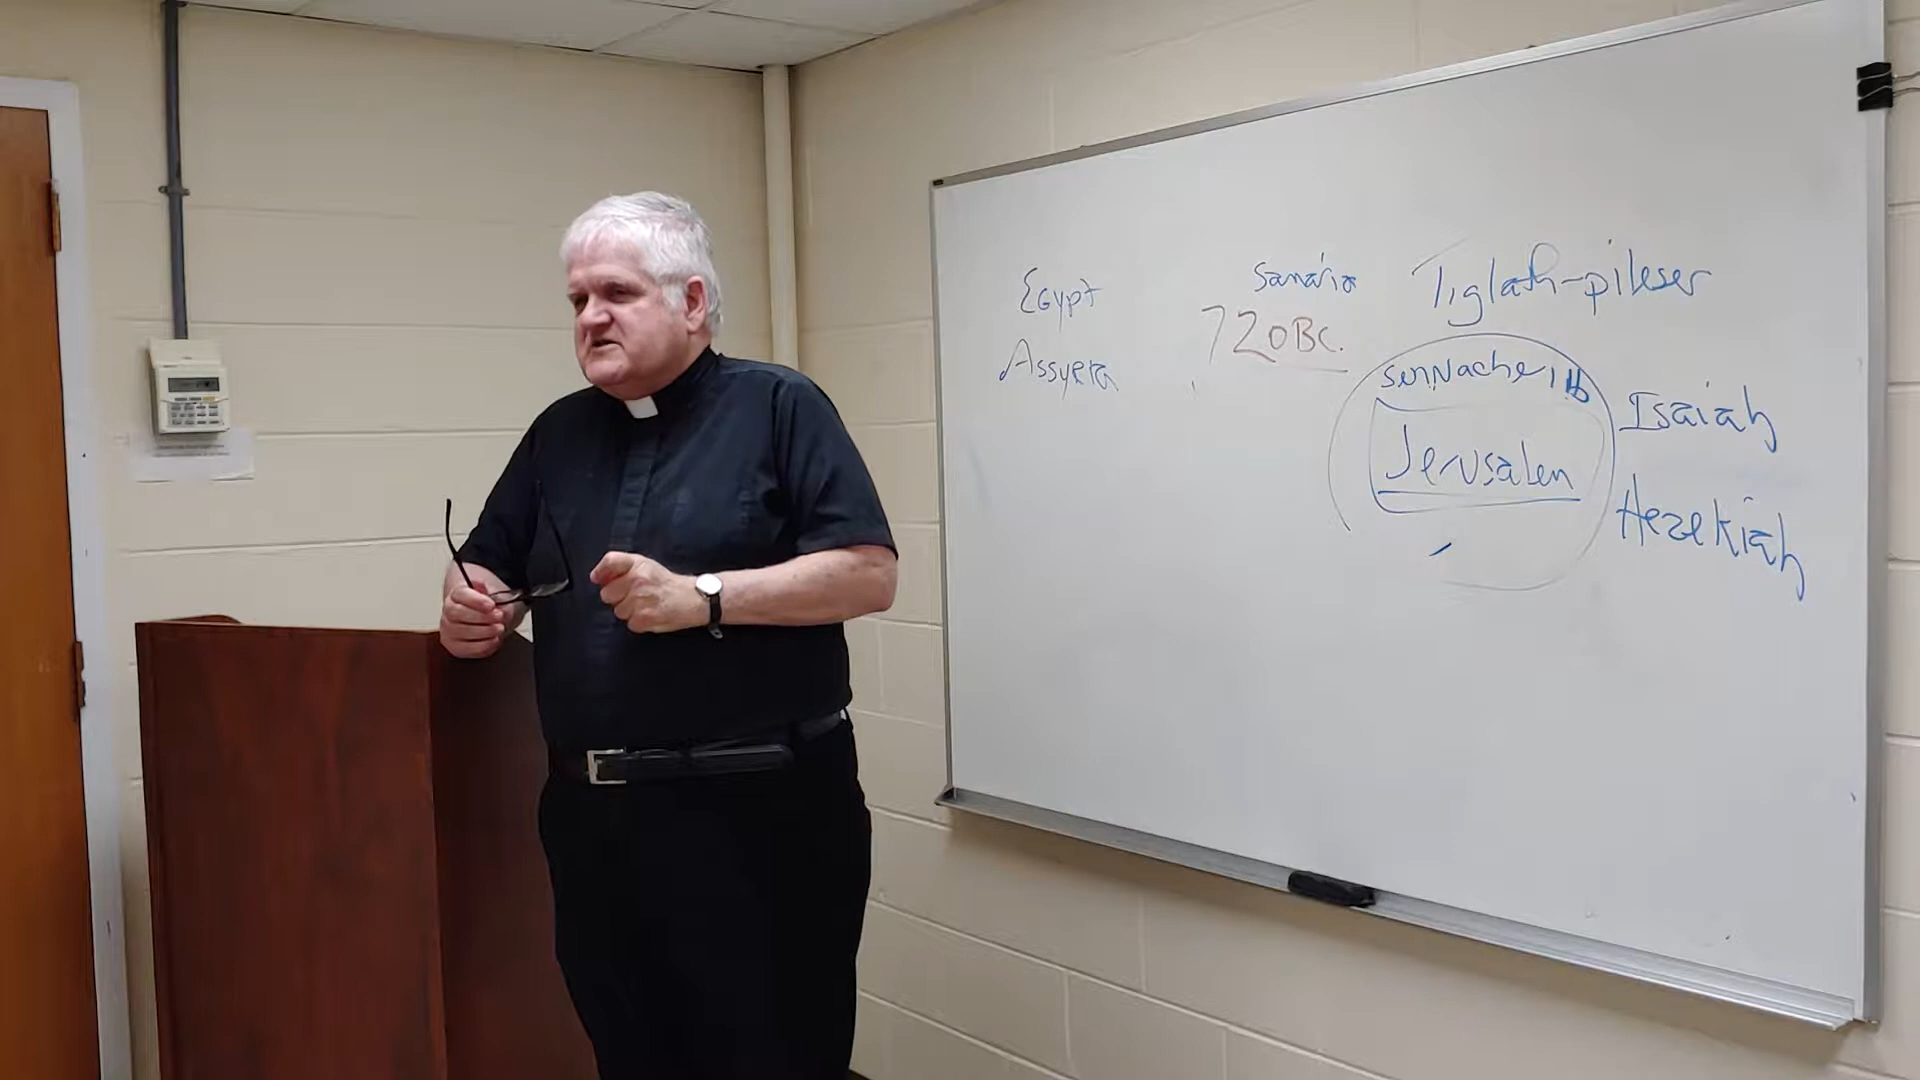 Egypt
Assyria
Samaria
720BC.
Tiglath-pileser
Sennacherib
Jerusalem
Isaiah
Hezekiah